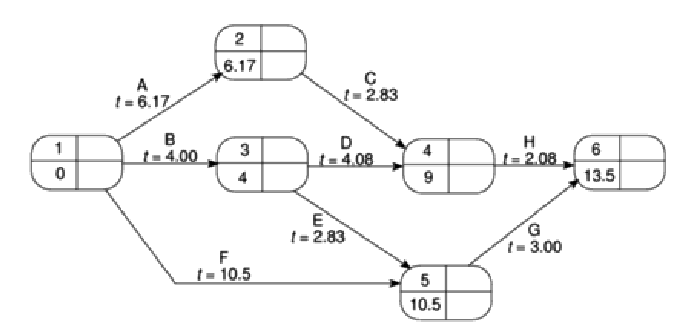 2
6.17
A
t = 6.17
C
t = 2.83
1
0
B
t = 4.00
3
4
D
t = 4.08
4
9
H
t = 2.08
6
13.5
E
t = 2.83
G
t = 3.00
F
t = 10.5
5
10.5